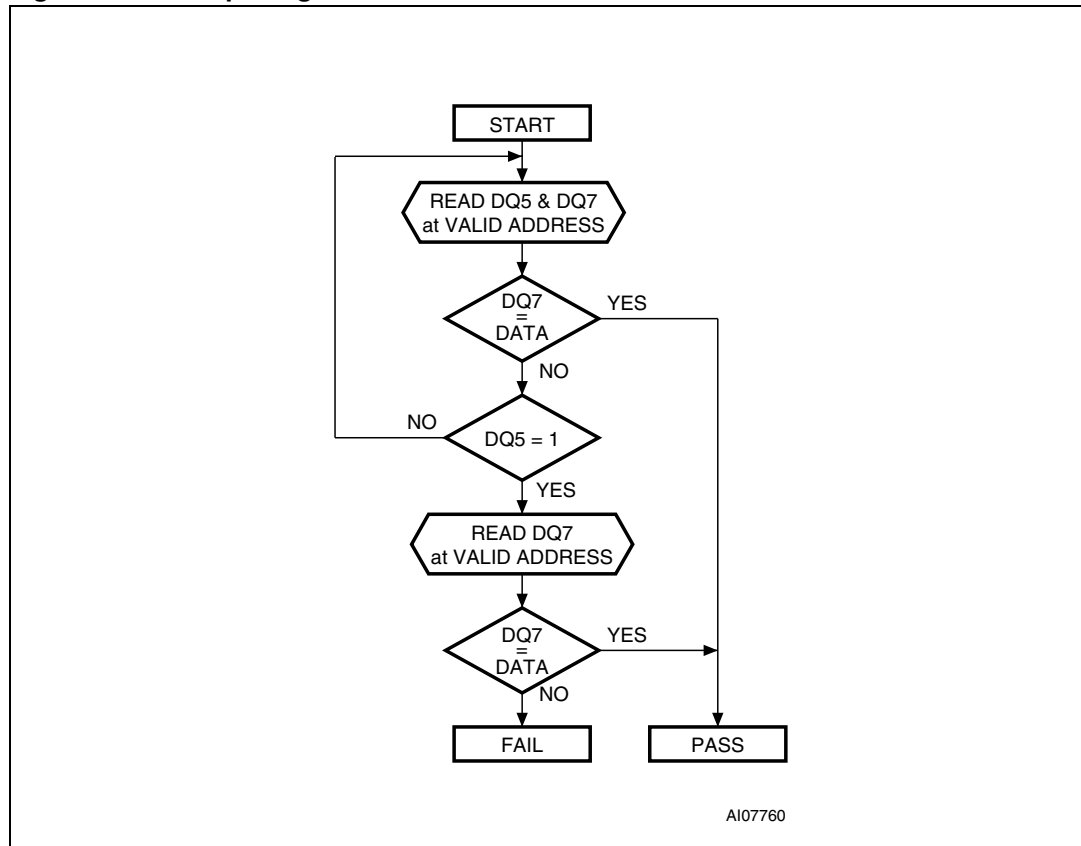 START
READ DQ5 & DQ7
at VALID ADDRESS
DQ7
=
DATA
YES
NO
NO
DQ5 = 1
YES
READ DQ7
at VALID ADDRESS
DQ7
=
DATA
YES
NO
FAIL
PASS
AI07760